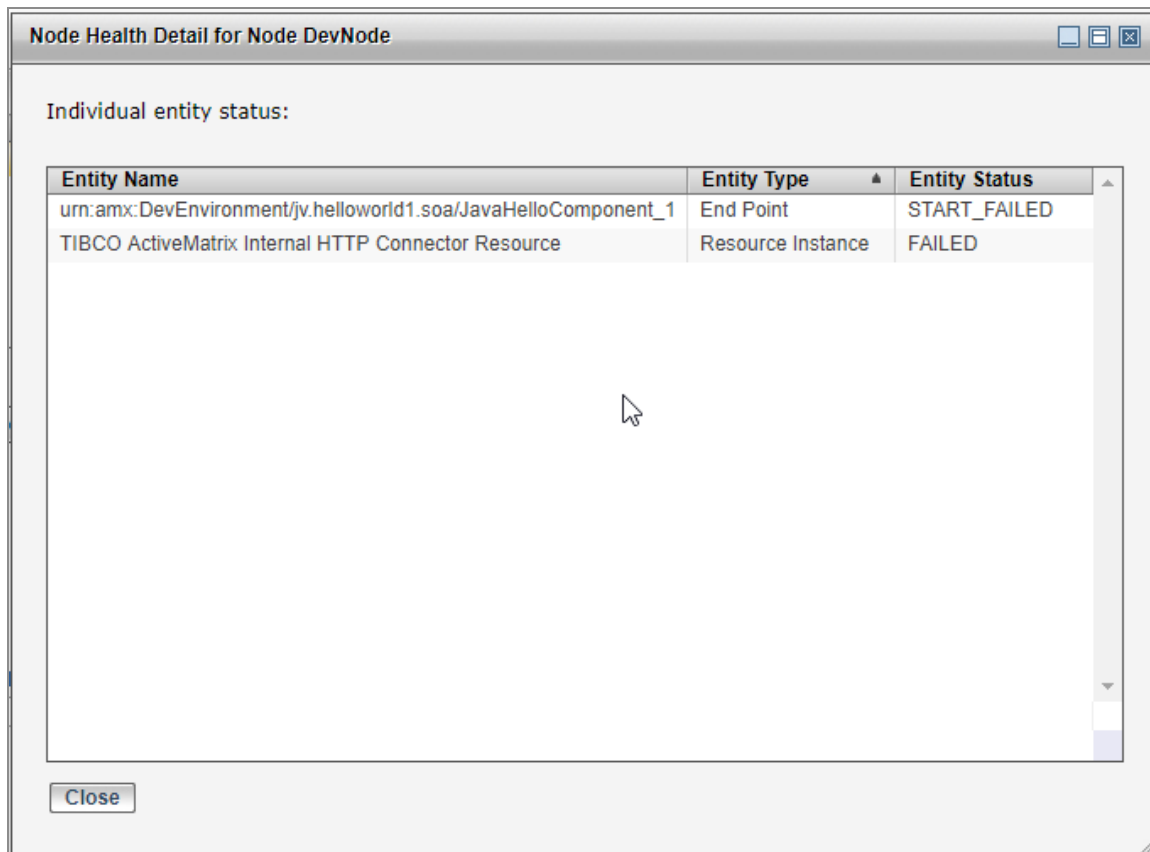 Node Health Detail for Node DevNode
Individual entity status:
Entity Name Entity Type Entity Status
urn:amx:DevEnvironment/jv.helloworld1.soa/JavaHelloComponent_1 End Point START_FAILED
TIBCO ActiveMatrix Internal HTTP Connector Resource Resource Instance FAILED
Close